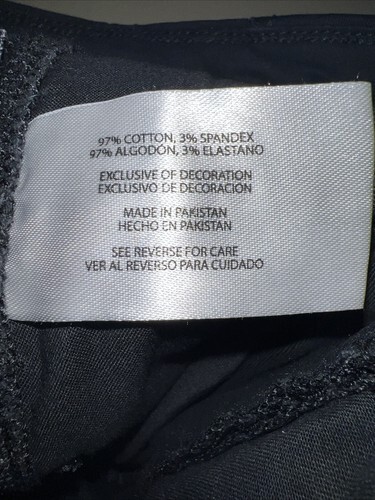 97% COTTON, 3% SPANDEX
97% ALGODÓN, 3% ELASTANO
EXCLUSIVE OF DECORATION
EXCLUSIVO DE DECORACIÓN
MADE IN PAKISTAN
HECHO EN PAKISTAN
SEE REVERSE FOR CARE
VER AL REVERSO PARA CUIDADO